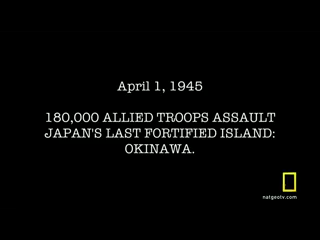 April 1, 1945
180,000 ALLIED TROOPS ASSAULT
JAPAN'S LAST FORTIFIED ISLAND:
OKINAWA.
natgeotv.com